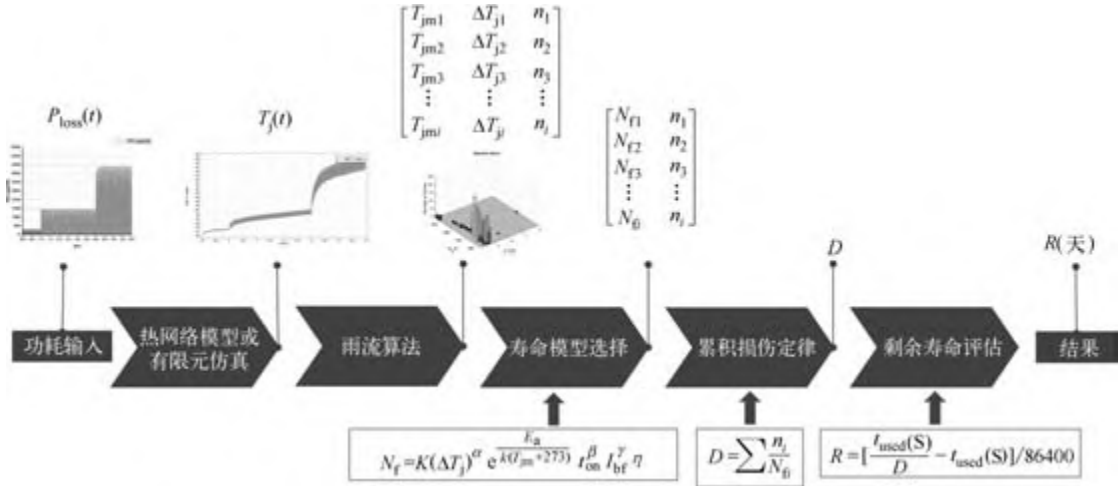 P_loss(t)
T_j(t)
T_jm1 ΔT_j1 n_1
T_jm2 ΔT_j2 n_2
T_jm3 ΔT_j3 n_3
⋮ ⋮ ⋮
T_jmi ΔT_ji n_i
N_f1 n_1
N_f2 n_2
N_f3 n_3
⋮ ⋮
N_fi n_i
D
R(天)
功耗输入
热网络模型或
有限元仿真
雨流算法
寿命模型选择
累积损伤定律
剩余寿命评估
结果
N_f=K(ΔT_j)^α e^{E_a/k(T_jm+273)} t_on^β I_bf^γ η
D=∑n_i/N_fi
R=[t_used(S)/D-t_used(S)]/86400